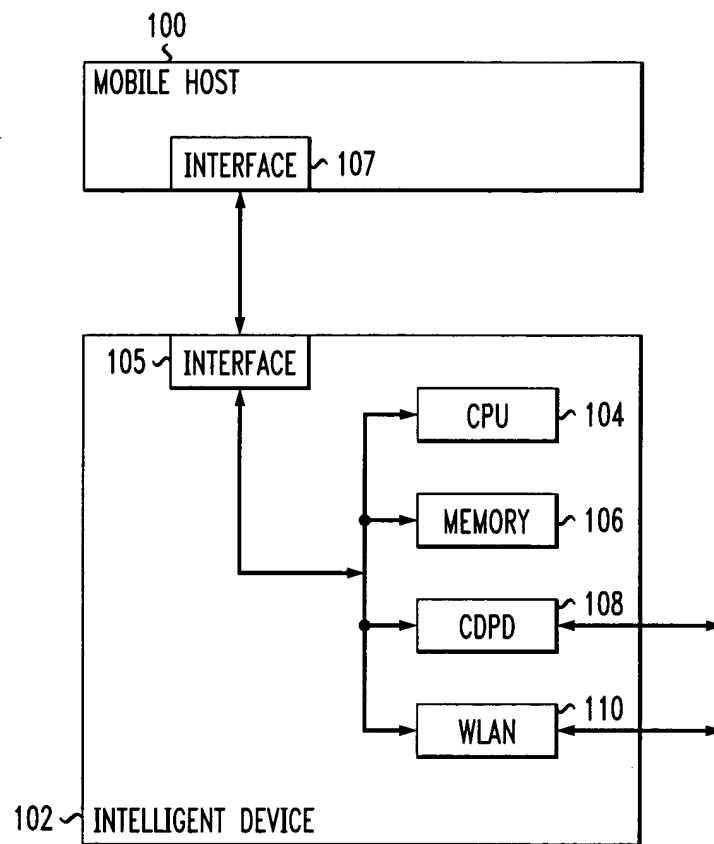 100
MOBILE HOST
INTERFACE 107
105 INTERFACE
CPU 104
MEMORY 106
108
CDPD
110
WLAN
102 INTELLIGENT DEVICE